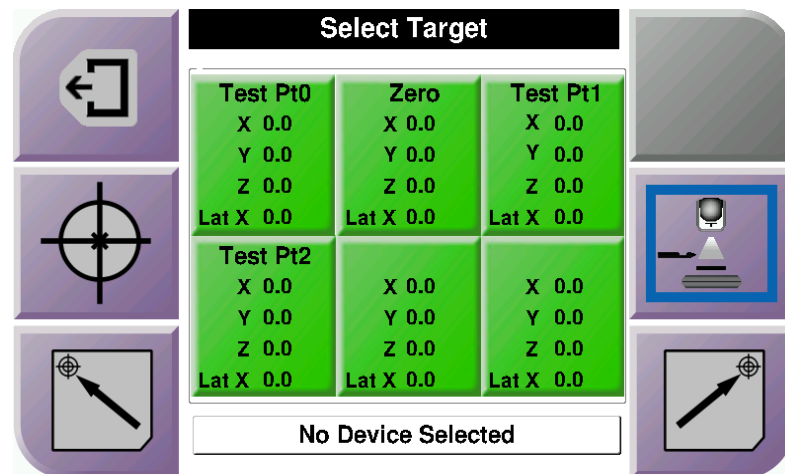 Select Target
Test Pt0 Zero Test Pt1
X 0.0 X 0.0 X 0.0
Y 0.0 Y 0.0 Y 0.0
Z 0.0 Z 0.0 Z 0.0
Lat X 0.0 Lat X 0.0 Lat X 0.0
Test Pt2
X 0.0 X 0.0 X 0.0
Y 0.0 Y 0.0 Y 0.0
Z 0.0 Z 0.0 Z 0.0
Lat X 0.0 Lat X 0.0 Lat X 0.0
No Device Selected